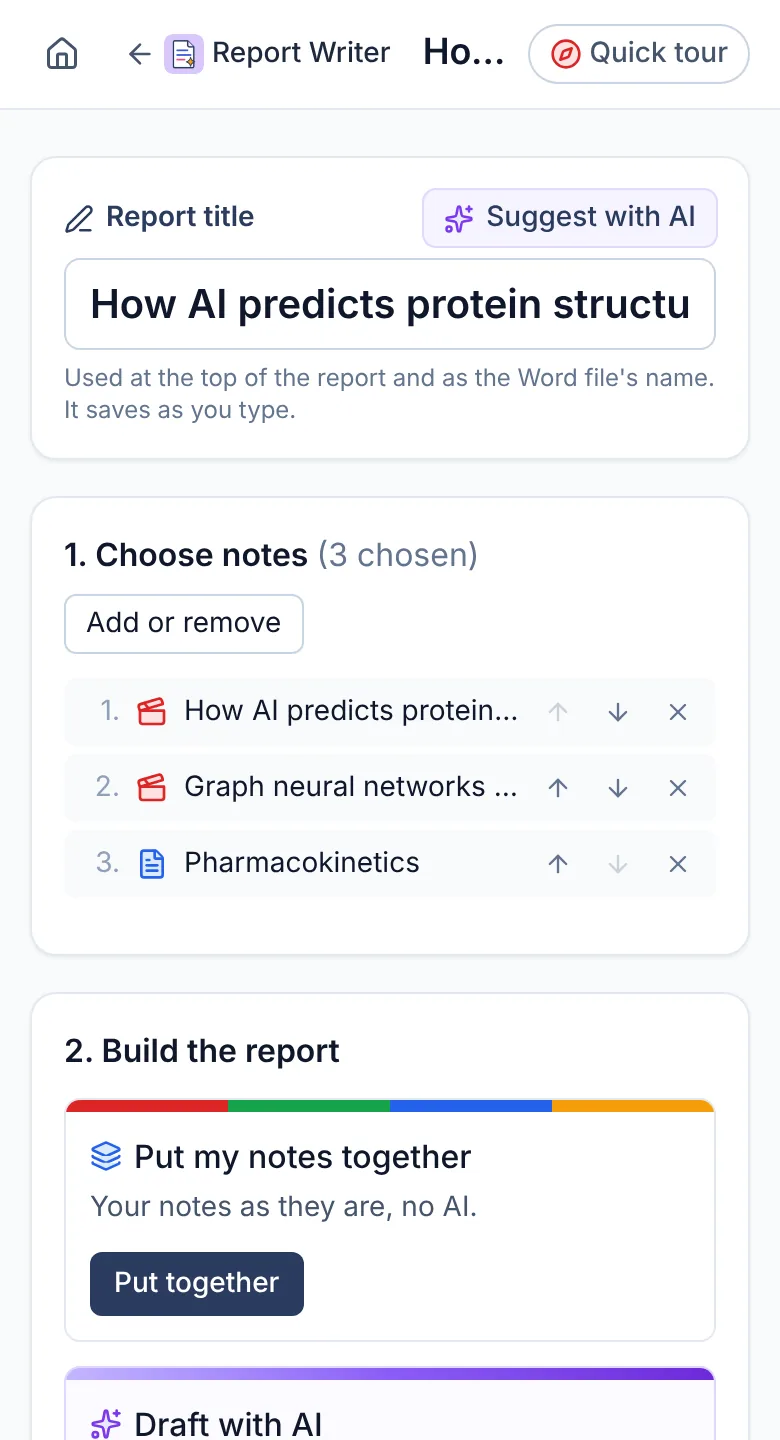 Report Writer Ho... Quick tour
Report title Suggest with AI
How AI predicts protein structu
Used at the top of the report and as the Word file's name.
It saves as you type.
1. Choose notes (3 chosen)
Add or remove
1. How AI predicts protein...
2. Graph neural networks ...
3. Pharmacokinetics
2. Build the report
Put my notes together
Your notes as they are, no AI.
Put together
Draft with AI